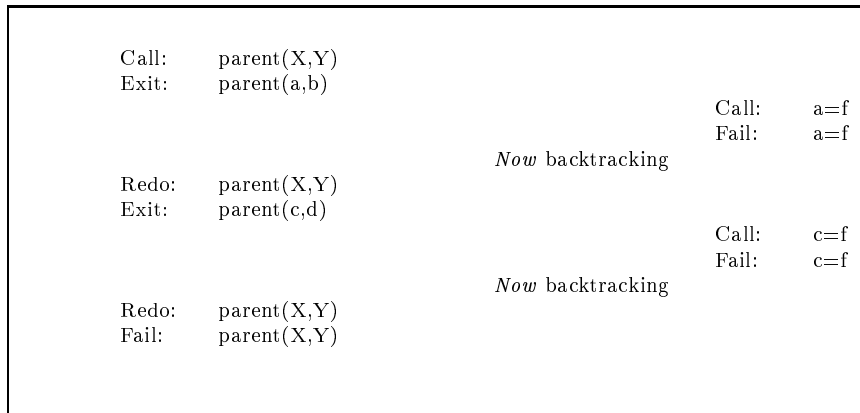 Call: parent(X,Y)
Exit: parent(a,b)
Call: a=f
Fail: a=f
Now backtracking
Redo: parent(X,Y)
Exit: parent(c,d)
Call: c=f
Fail: c=f
Now backtracking
Redo: parent(X,Y)
Fail: parent(X,Y)